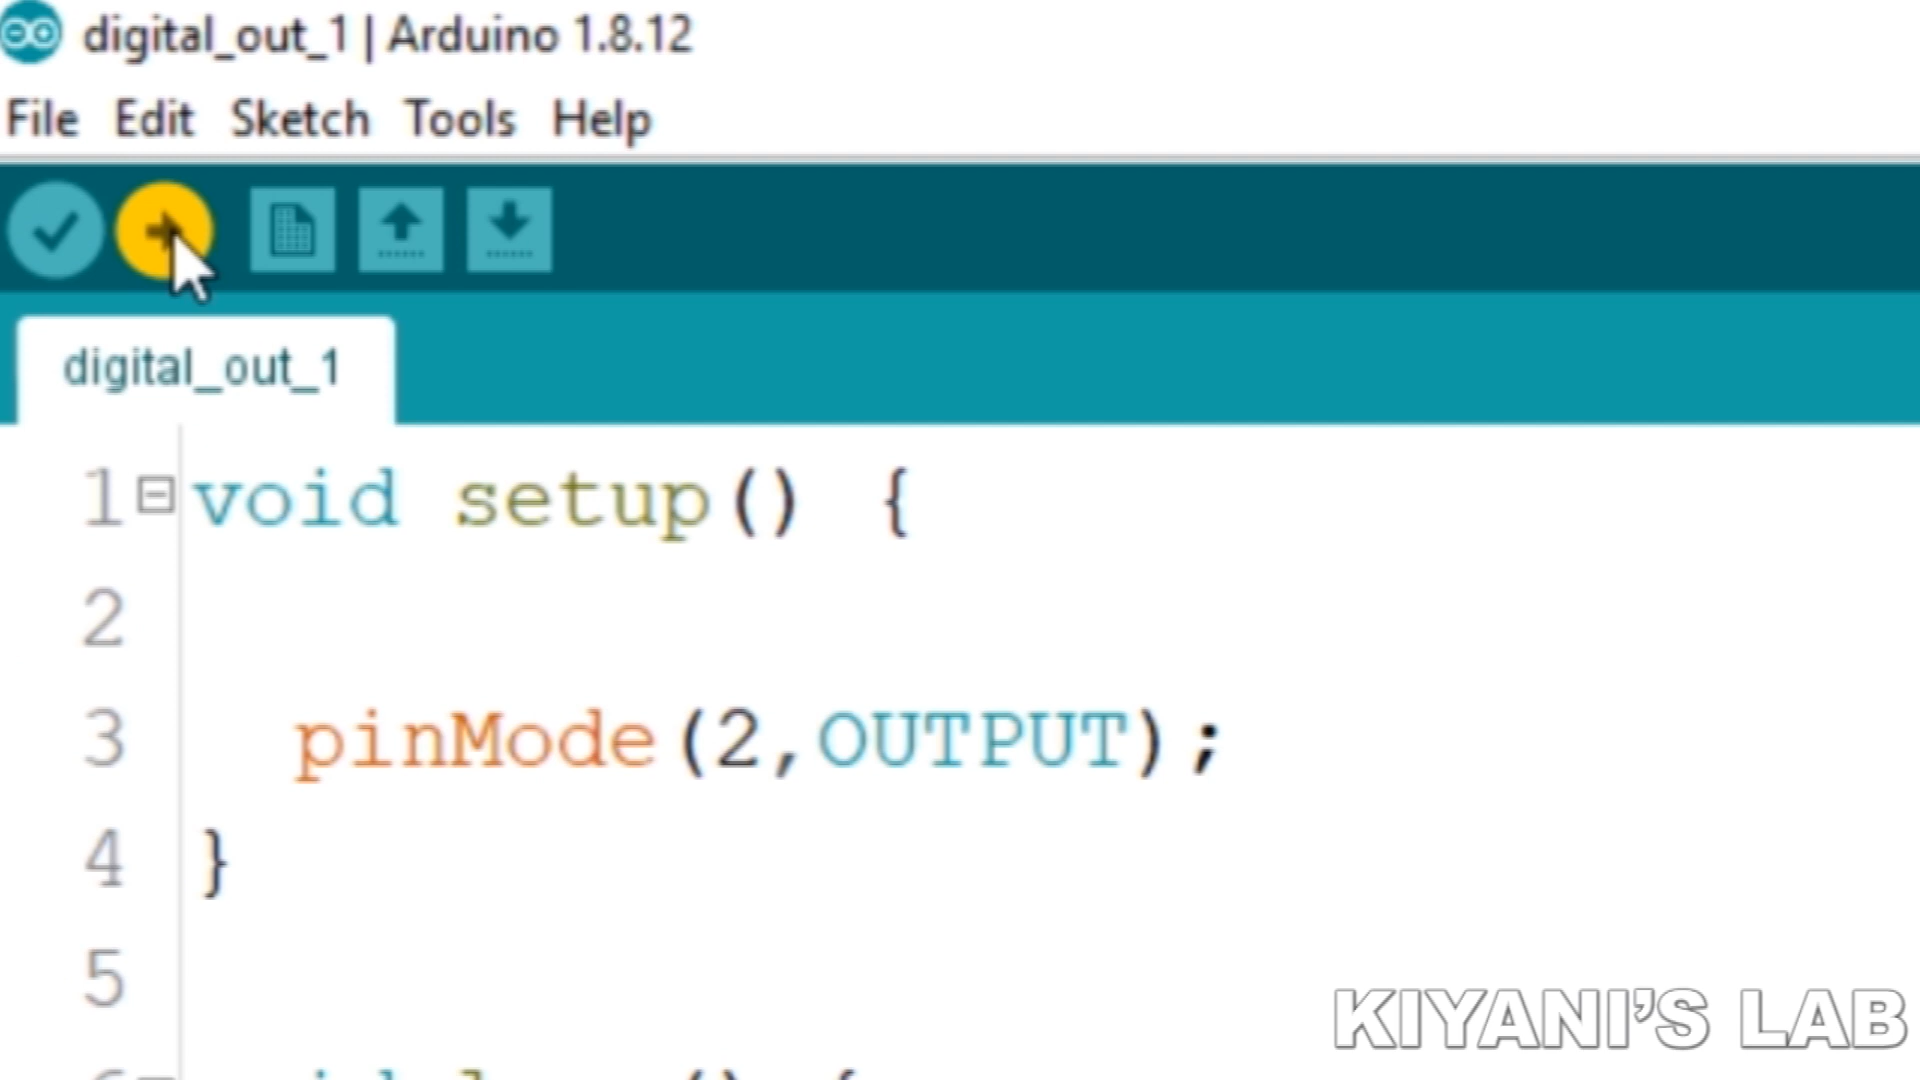 digital_out_1 | Arduino 1.8.12
File Edit Sketch Tools Help
digital_out_1
1 void setup() {
2
3 pinMode(2,OUTPUT);
4 }
5
KIYANI'S LAB